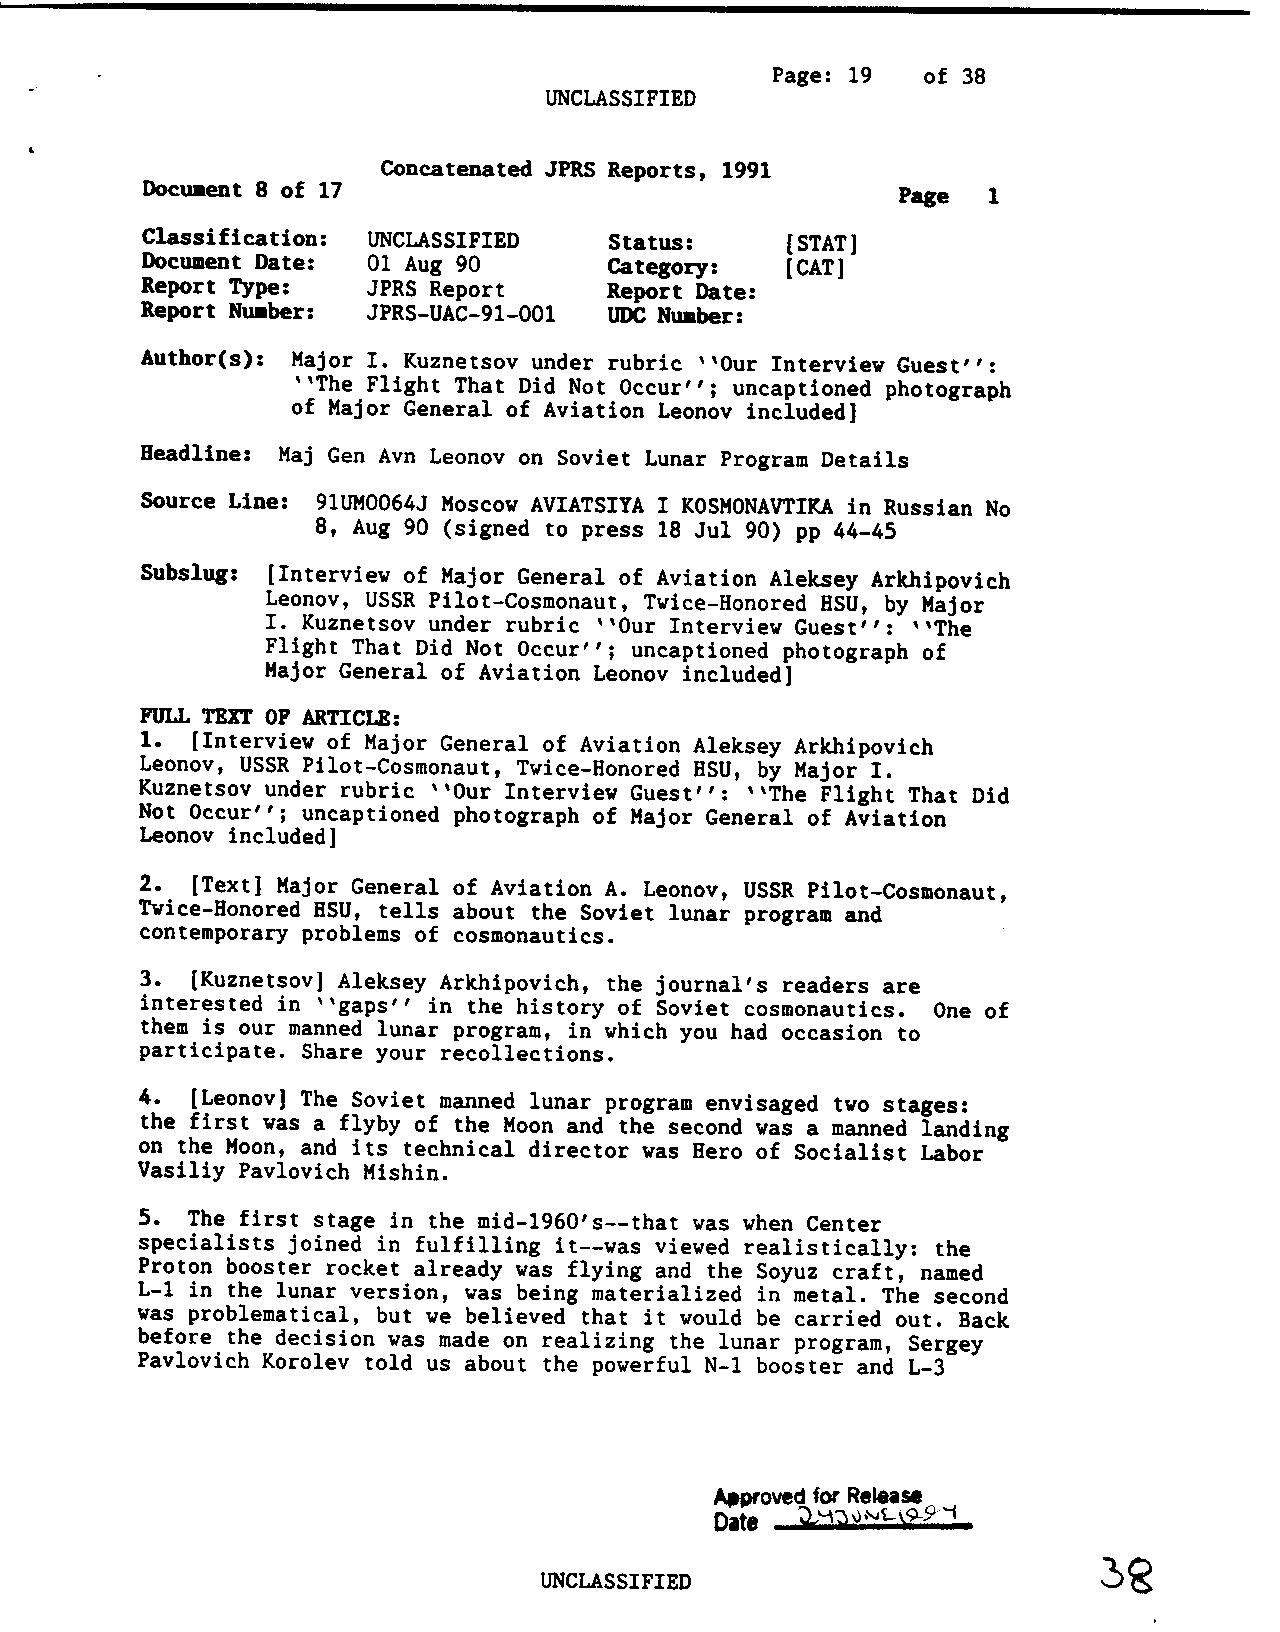 Page: 19 of 38
UNCLASSIFIED
Concatenated JPRS Reports, 1991
Document 8 of 17 Page 1
Classification: UNCLASSIFIED Status: [STAT]
Document Date: 01 Aug 90 Category: [CAT]
Report Type: JPRS Report Report Date:
Report Number: JPRS-UAC-91-001 UDC Number:
Author(s): Major I. Kuznetsov under rubric ``Our Interview Guest'':
``The Flight That Did Not Occur''; uncaptioned photograph
of Major General of Aviation Leonov included]
Headline: Maj Gen Avn Leonov on Soviet Lunar Program Details
Source Line: 91UM0064J Moscow AVIATSIYA I KOSMONAVTIKA in Russian No
8, Aug 90 (signed to press 18 Jul 90) pp 44-45
Subslug: [Interview of Major General of Aviation Aleksey Arkhipovich
Leonov, USSR Pilot-Cosmonaut, Twice-Honored HSU, by Major
I. Kuznetsov under rubric ``Our Interview Guest'': ``The
Flight That Did Not Occur''; uncaptioned photograph of
Major General of Aviation Leonov included]
FULL TEXT OF ARTICLE:
1. [Interview of Major General of Aviation Aleksey Arkhipovich
Leonov, USSR Pilot-Cosmonaut, Twice-Honored HSU, by Major I.
Kuznetsov under rubric ``Our Interview Guest'': ``The Flight That Did
Not Occur''; uncaptioned photograph of Major General of Aviation
Leonov included]
2. [Text] Major General of Aviation A. Leonov, USSR Pilot-Cosmonaut,
Twice-Honored HSU, tells about the Soviet lunar program and
contemporary problems of cosmonautics.
3. [Kuznetsov] Aleksey Arkhipovich, the journal's readers are
interested in ``gaps'' in the history of Soviet cosmonautics. One of
them is our manned lunar program, in which you had occasion to
participate. Share your recollections.
4. [Leonov] The Soviet manned lunar program envisaged two stages:
the first was a flyby of the Moon and the second was a manned landing
on the Moon, and its technical director was Hero of Socialist Labor
Vasiliy Pavlovich Mishin.
5. The first stage in the mid-1960's--that was when Center
specialists joined in fulfilling it--was viewed realistically: the
Proton booster rocket already was flying and the Soyuz craft, named
L-1 in the lunar version, was being materialized in metal. The second
was problematical, but we believed that it would be carried out. Back
before the decision was made on realizing the lunar program, Sergey
Pavlovich Korolev told us about the powerful N-1 booster and L-3
Approved for Release
Date 24JUNE1994
UNCLASSIFIED
38